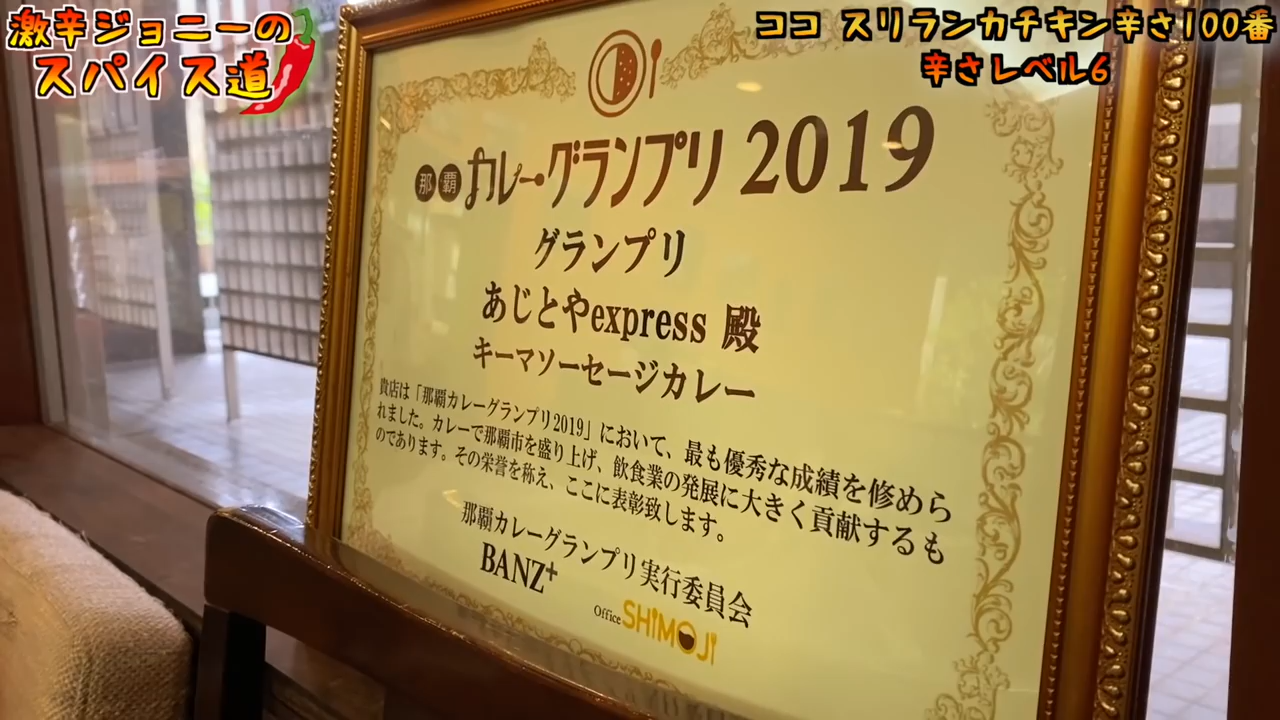 激辛ジョニーの
スパイス道
ココ スリランカチキン辛さ100番
辛さレベル6
那覇カレーグランプリ 2019
グランプリ
あじとやexpress 殿
キーマソーセージカレー
貴店は「那覇カレーグランプリ2019」において、最も優秀な成績を修めら
れました。カレーで那覇市を盛り上げ、飲食業の発展に大きく貢献するも
のであります。その栄誉を称え、ここに表彰致します。
那覇カレーグランプリ実行委員会
BANZ+
Office SHIMOJI